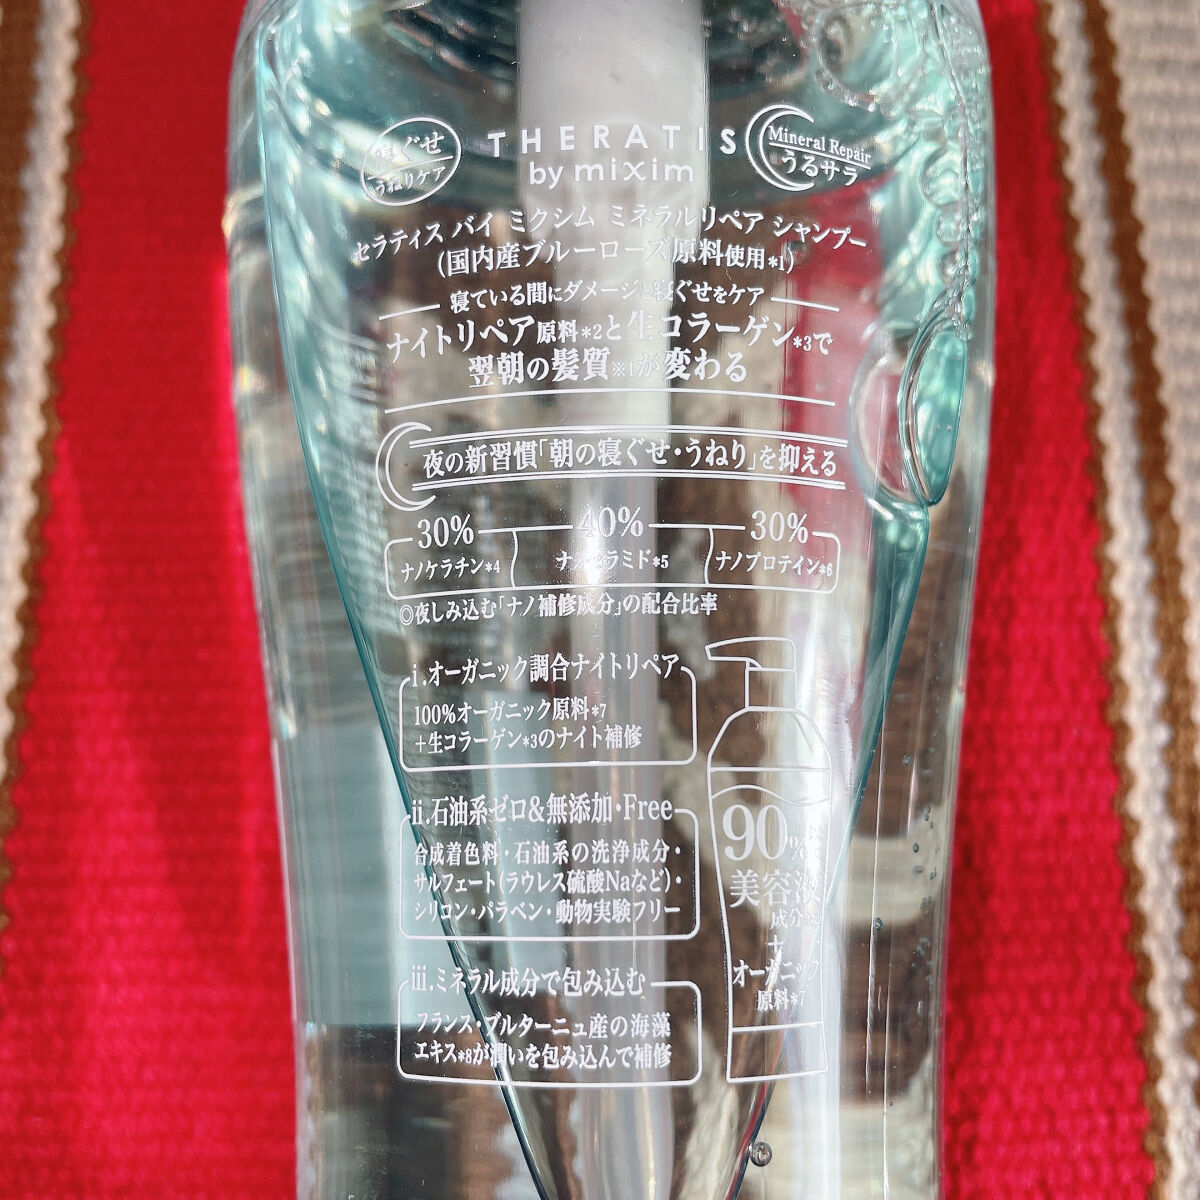 寝ぐせ
うねりケア
THERATIS
by mixim
Mineral Repair
うるサラ
セラティス バイ ミクシム ミネラルリペア シャンプー
(国内産ブルーローズ原料使用*1)
寝ている間にダメージと寝ぐせをケア
ナイトリペア原料*2と生コラーゲン*3で
翌朝の髪質※1が変わる
夜の新習慣「朝の寝ぐせ・うねり」を抑える
30% 40% 30%
ナノケラチン*4 ナノセラミド*5 ナノプロテイン*6
◎夜しみ込む「ナノ補修成分」の配合比率
i.オーガニック調合ナイトリペア
100%オーガニック原料*7
+生コラーゲン*3のナイト補修
ii.石油系ゼロ&無添加・Free
合成着色料・石油系の洗浄成分・
サルフェート(ラウレス硫酸Naなど)・
シリコン・パラベン・動物実験フリー
iii.ミネラル成分で包み込む
フランス・ブルターニュ産の海藻
エキス*8が潤いを包み込んで補修
90%
美容液
成分※2
+
オーガニック
原料*7